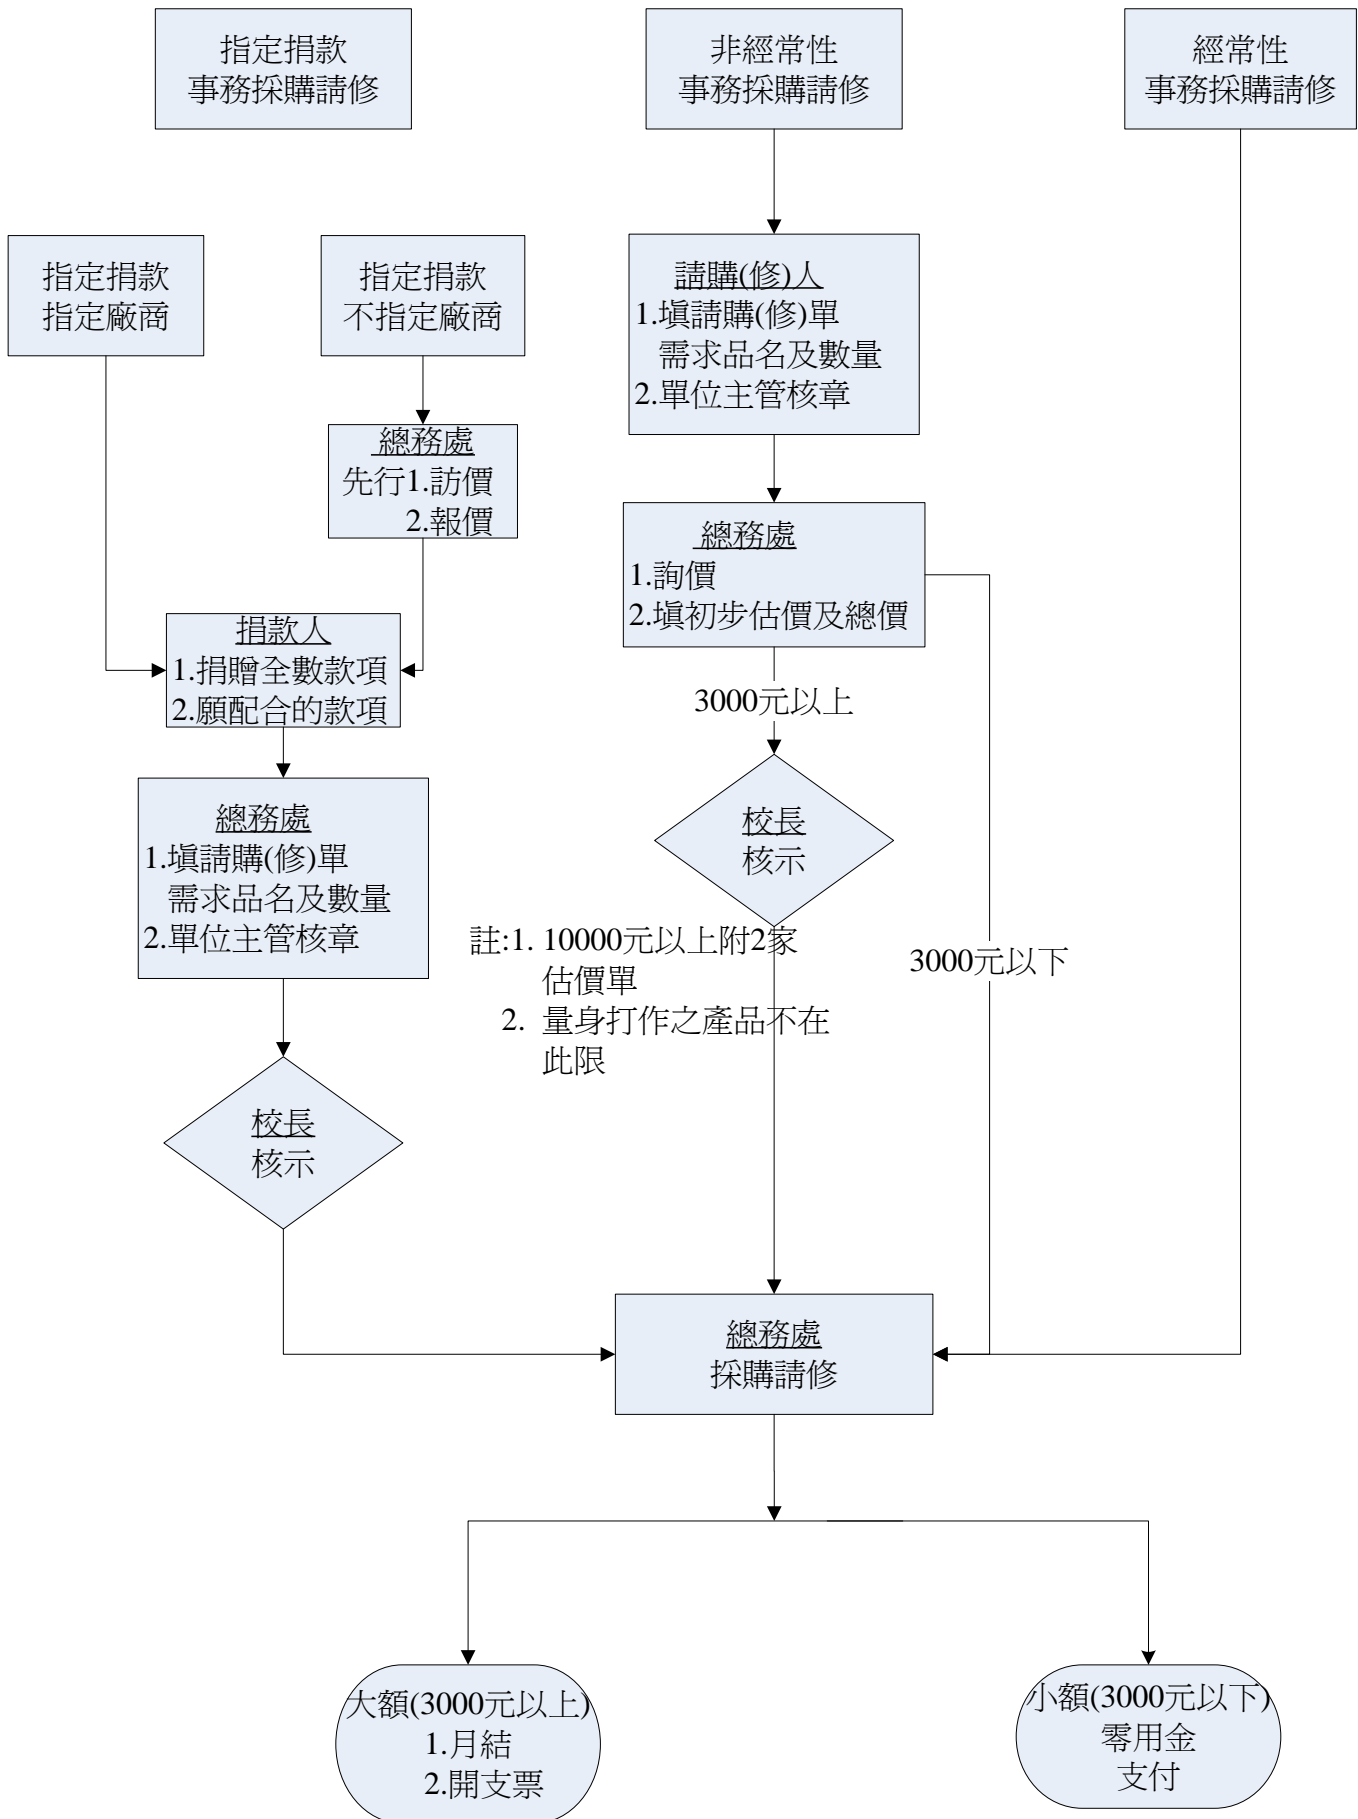 指定捐款
事務採購請修
非經常性
事務採購請修
經常性
事務採購請修
指定捐款
指定廠商
指定捐款
不指定廠商
請購(修)人
1.填請購(修)單
需求品名及數量
2.單位主管核章
總務處
先行1.訪價
2.報價
總務處
1.詢價
2.填初步估價及總價
捐款人
1.捐贈全數款項
2.願配合的款項
3000元以上
總務處
1.填請購(修)單
需求品名及數量
2.單位主管核章
校長
核示
註:1. 10000元以上附2家
估價單
2. 量身打作之產品不在
此限
3000元以下
校長
核示
總務處
採購請修
大額(3000元以上)
1.月結
2.開支票
小額(3000元以下)
零用金
支付